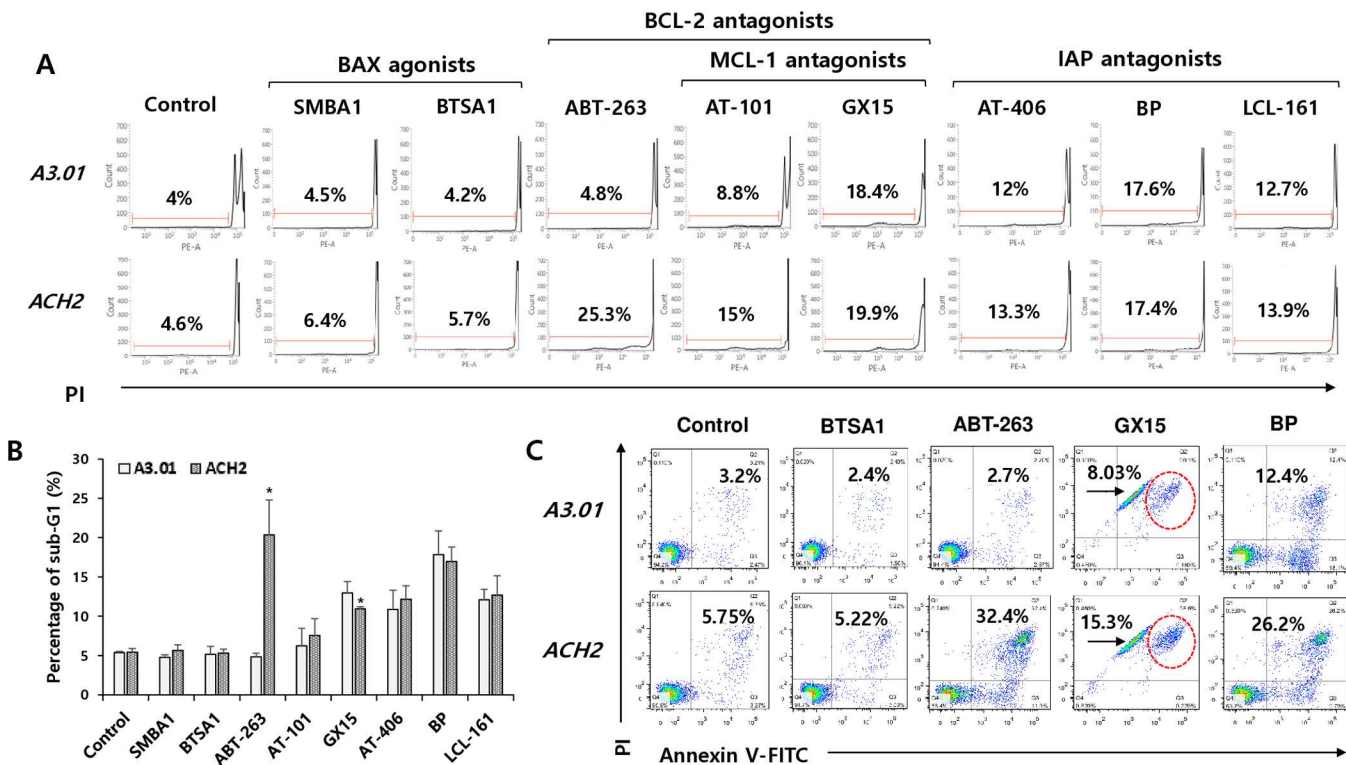 BCL-2 antagonists
A
BAX agonists
MCL-1 antagonists
IAP antagonists
Control
SMBA1
BTSA1
ABT-263
AT-101
GX15
AT-406
BP
LCL-161
A3.01
4%
4.5%
4.2%
4.8%
8.8%
18.4%
12%
17.6%
12.7%
ACH2
4.6%
6.4%
5.7%
25.3%
15%
19.9%
13.3%
17.4%
13.9%
Count
PE-A
PI
B
A3.01
ACH2
Percentage of sub-G1 (%)
30
25
20
15
10
5
0
*
*
Control
SMBA1
BTSA1
ABT-263
AT-101
GX15
AT-406
BP
LCL-161
C
Control
BTSA1
ABT-263
GX15
BP
A3.01
3.2%
2.4%
2.7%
8.03%
12.4%
ACH2
5.75%
5.22%
32.4%
15.3%
26.2%
PI
Annexin V-FITC